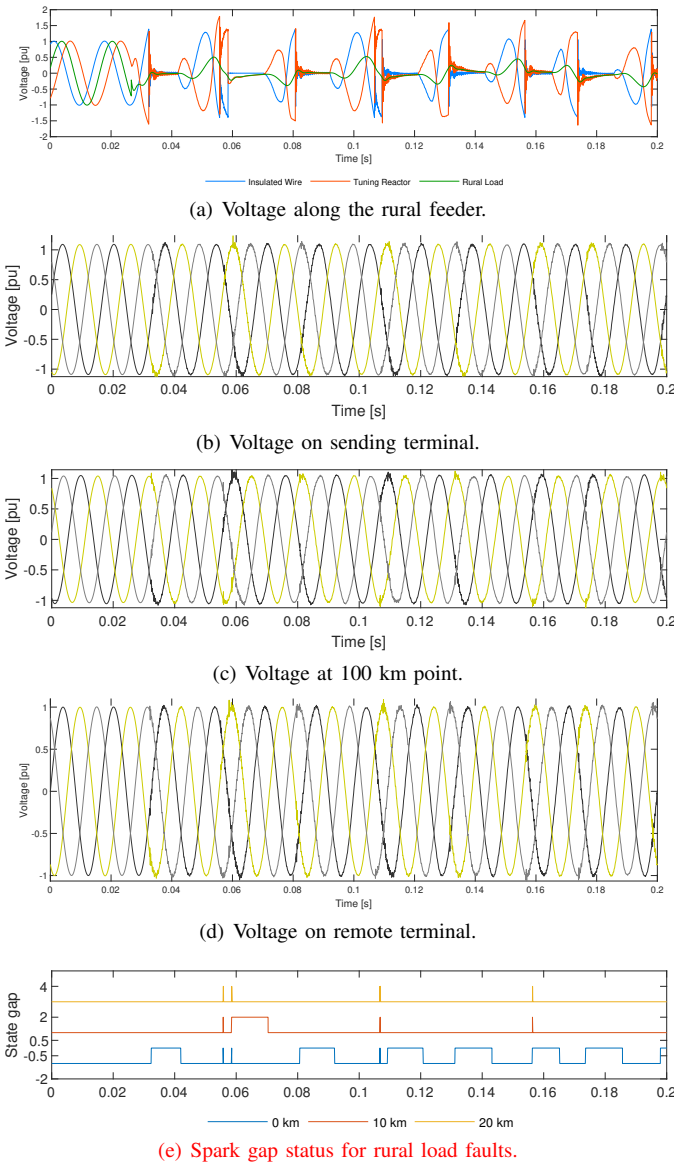 2
1.5
1
0.5
0
-0.5
-1
-1.5
-2
Voltage [pu]
0 0.02 0.04 0.06 0.08 0.1 0.12 0.14 0.16 0.18 0.2
Time [s]
Insulated Wire Tuning Reactor Rural Load
(a) Voltage along the rural feeder.
1
0.5
0
-0.5
-1
Voltage [pu]
0 0.02 0.04 0.06 0.08 0.1 0.12 0.14 0.16 0.18 0.2
Time [s]
(b) Voltage on sending terminal.
1
0.5
0
-0.5
-1
Voltage [pu]
0 0.02 0.04 0.06 0.08 0.1 0.12 0.14 0.16 0.18 0.2
Time [s]
(c) Voltage at 100 km point.
1
0.5
0
-0.5
-1
Voltage [pu]
0 0.02 0.04 0.06 0.08 0.1 0.12 0.14 0.16 0.18 0.2
Time [s]
(d) Voltage on remote terminal.
4
2
0.5
-0.5
-2
State gap
0 0.02 0.04 0.06 0.08 0.1 0.12 0.14 0.16 0.18 0.2
0 km 10 km 20 km
(e) Spark gap status for rural load faults.